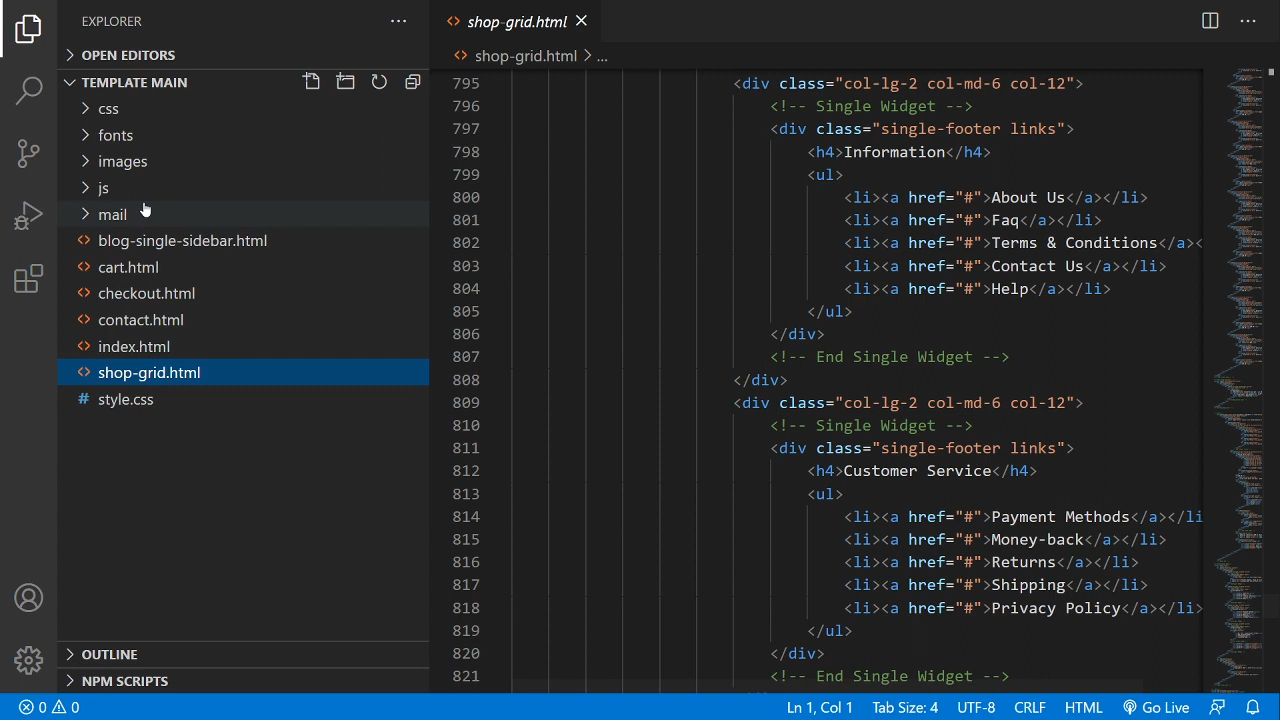 EXPLORER
OPEN EDITORS
TEMPLATE MAIN
css
fonts
images
js
mail
blog-single-sidebar.html
cart.html
checkout.html
contact.html
index.html
shop-grid.html
style.css
OUTLINE
NPM SCRIPTS
shop-grid.html
shop-grid.html > ...
795 <div class="col-lg-2 col-md-6 col-12">
796 <!-- Single Widget -->
797 <div class="single-footer links">
798 <h4>Information</h4>
799 <ul>
800 <li><a href="#">About Us</a></li>
801 <li><a href="#">Faq</a></li>
802 <li><a href="#">Terms & Conditions</a><
803 <li><a href="#">Contact Us</a></li>
804 <li><a href="#">Help</a></li>
805 </ul>
806 </div>
807 <!-- End Single Widget -->
808 </div>
809 <div class="col-lg-2 col-md-6 col-12">
810 <!-- Single Widget -->
811 <div class="single-footer links">
812 <h4>Customer Service</h4>
813 <ul>
814 <li><a href="#">Payment Methods</a></li
815 <li><a href="#">Money-back</a></li>
816 <li><a href="#">Returns</a></li>
817 <li><a href="#">Shipping</a></li>
818 <li><a href="#">Privacy Policy</a></li>
819 </ul>
820 </div>
821 <!-- End Single Widget -->
0 0 Ln 1, Col 1 Tab Size: 4 UTF-8 CRLF HTML Go Live